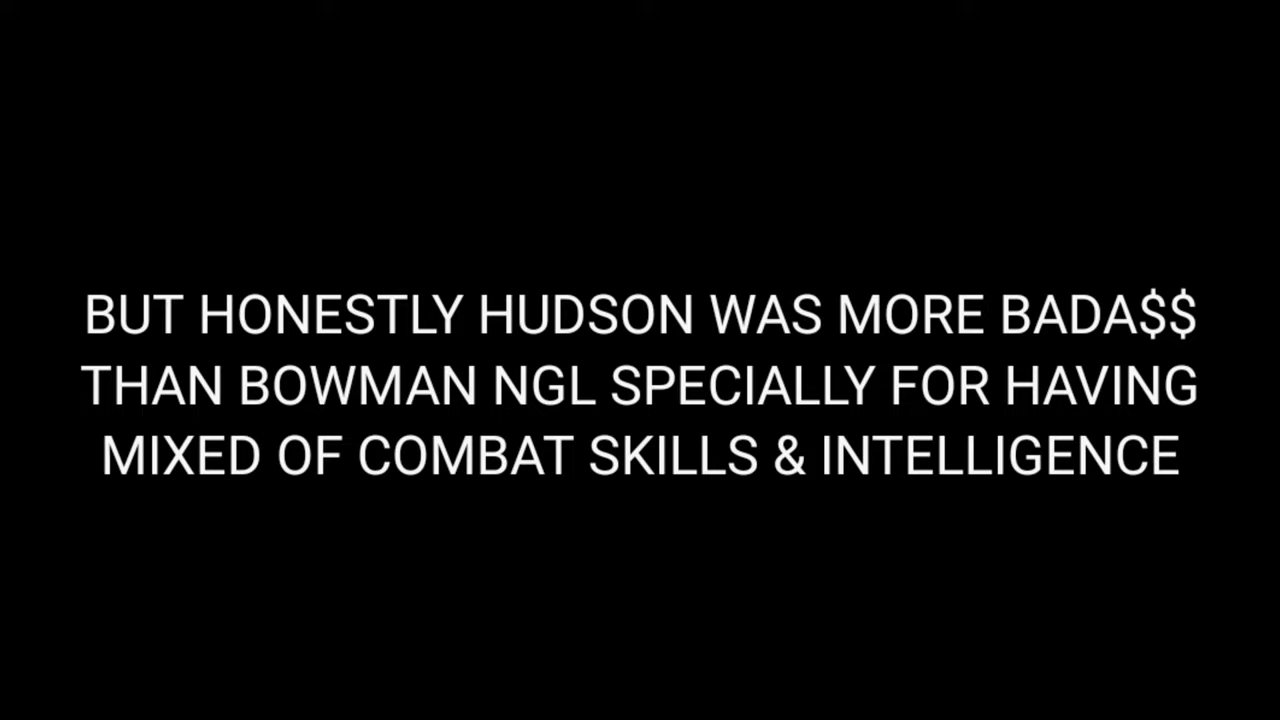 BUT HONESTLY HUDSON WAS MORE BADA$$
THAN BOWMAN NGL SPECIALLY FOR HAVING
MIXED OF COMBAT SKILLS & INTELLIGENCE